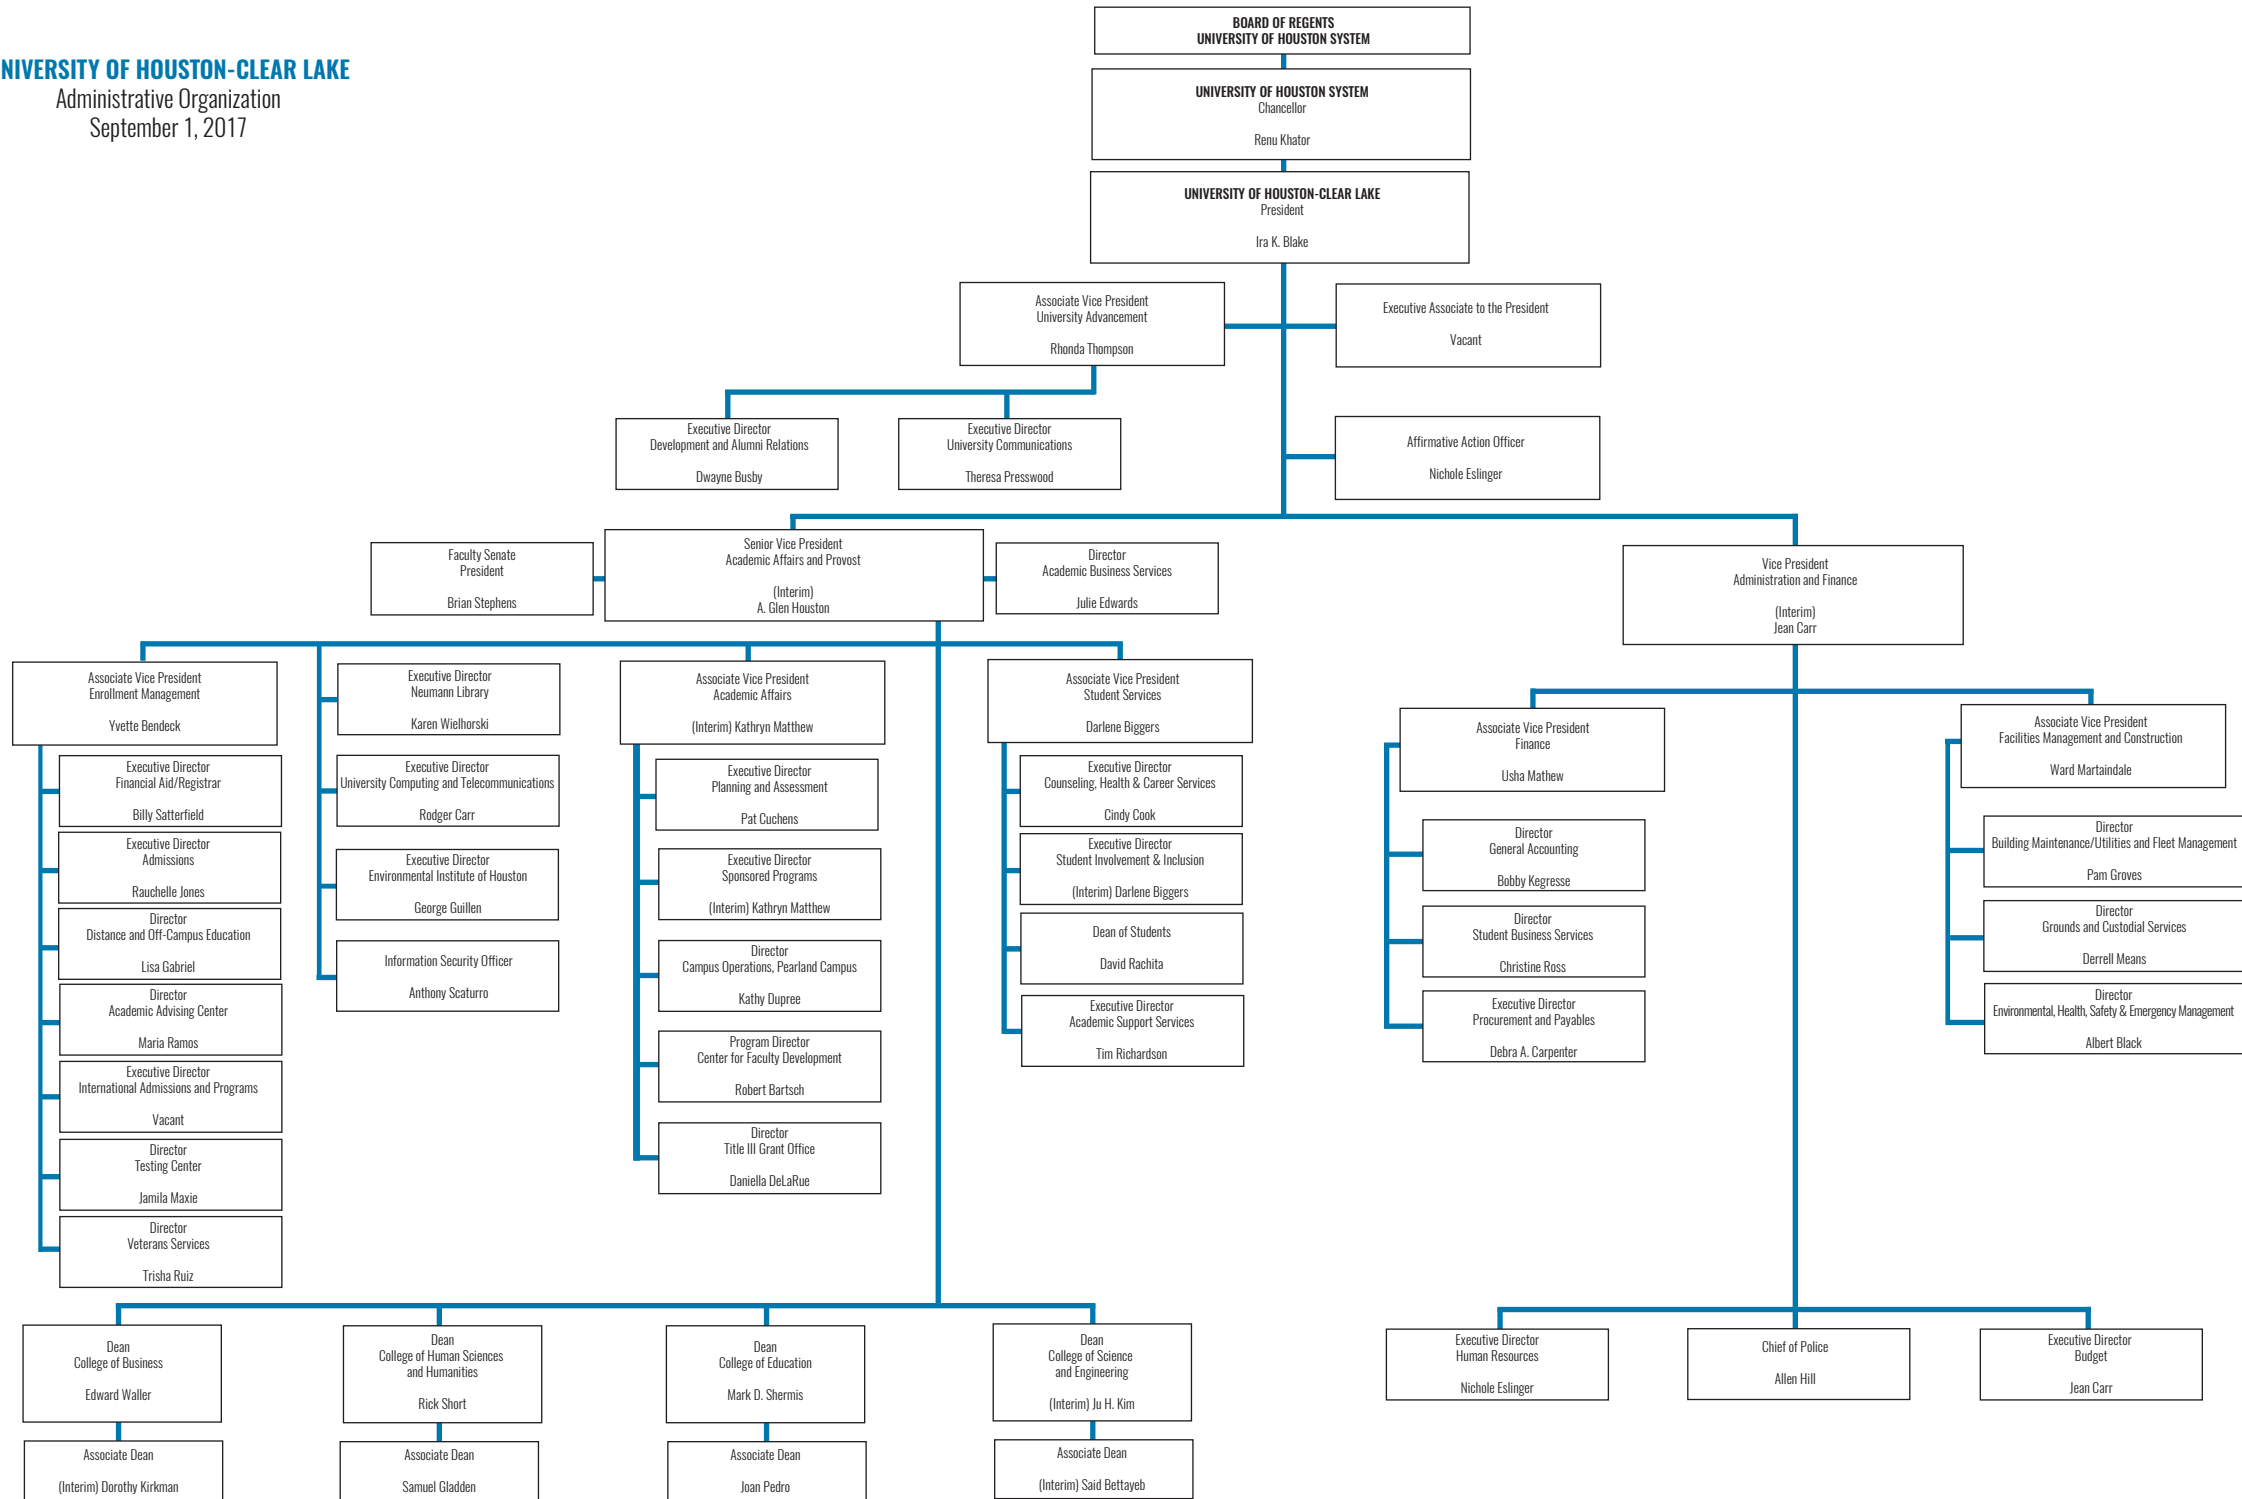 NIVERSITY OF HOUSTON-CLEAR LAKE
Administrative Organization
September 1, 2017
BOARD OF REGENTS
UNIVERSITY OF HOUSTON SYSTEM
UNIVERSITY OF HOUSTON SYSTEM
Chancellor
Renu Khator
UNIVERSITY OF HOUSTON-CLEAR LAKE
President
Ira K. Blake
Associate Vice President
University Advancement
Rhonda Thompson
Executive Associate to the President
Vacant
Executive Director
Development and Alumni Relations
Dwayne Busby
Executive Director
University Communications
Theresa Presswood
Affirmative Action Officer
Nichole Eslinger
Faculty Senate
President
Brian Stephens
Senior Vice President
Academic Affairs and Provost
(Interim)
A. Glen Houston
Director
Academic Business Services
Julie Edwards
Vice President
Administration and Finance
(Interim)
Jean Carr
Associate Vice President
Enrollment Management
Yvette Bendeck
Executive Director
Financial Aid/Registrar
Billy Satterfield
Executive Director
Admissions
Rauchelle Jones
Director
Distance and Off-Campus Education
Lisa Gabriel
Director
Academic Advising Center
Maria Ramos
Executive Director
International Admissions and Programs
Vacant
Director
Testing Center
Jamila Maxie
Director
Veterans Services
Trisha Ruiz
Executive Director
Neumann Library
Karen Wielhorski
Executive Director
University Computing and Telecommunications
Rodger Carr
Executive Director
Environmental Institute of Houston
George Guillen
Information Security Officer
Anthony Scaturro
Associate Vice President
Academic Affairs
(Interim) Kathryn Matthew
Executive Director
Planning and Assessment
Pat Cuchens
Executive Director
Sponsored Programs
(Interim) Kathryn Matthew
Director
Campus Operations, Pearland Campus
Kathy Dupree
Program Director
Center for Faculty Development
Robert Bartsch
Director
Title III Grant Office
Daniella DeLaRue
Associate Vice President
Student Services
Darlene Biggers
Executive Director
Counseling, Health & Career Services
Cindy Cook
Executive Director
Student Involvement & Inclusion
(Interim) Darlene Biggers
Dean of Students
David Rachita
Executive Director
Academic Support Services
Tim Richardson
Associate Vice President
Finance
Usha Mathew
Director
General Accounting
Bobby Kegresse
Director
Student Business Services
Christine Ross
Executive Director
Procurement and Payables
Debra A. Carpenter
Associate Vice President
Facilities Management and Construction
Ward Martaindale
Director
Building Maintenance/Utilities and Fleet Management
Pam Groves
Director
Grounds and Custodial Services
Derrell Means
Director
Environmental, Health, Safety & Emergency Management
Albert Black
Dean
College of Business
Edward Waller
Associate Dean
(Interim) Dorothy Kirkman
Dean
College of Human Sciences
and Humanities
Rick Short
Associate Dean
Samuel Gladden
Dean
College of Education
Mark D. Shermis
Associate Dean
Joan Pedro
Dean
College of Science
and Engineering
(Interim) Ju H. Kim
Associate Dean
(Interim) Said Bettayeb
Executive Director
Human Resources
Nichole Eslinger
Chief of Police
Allen Hill
Executive Director
Budget
Jean Carr